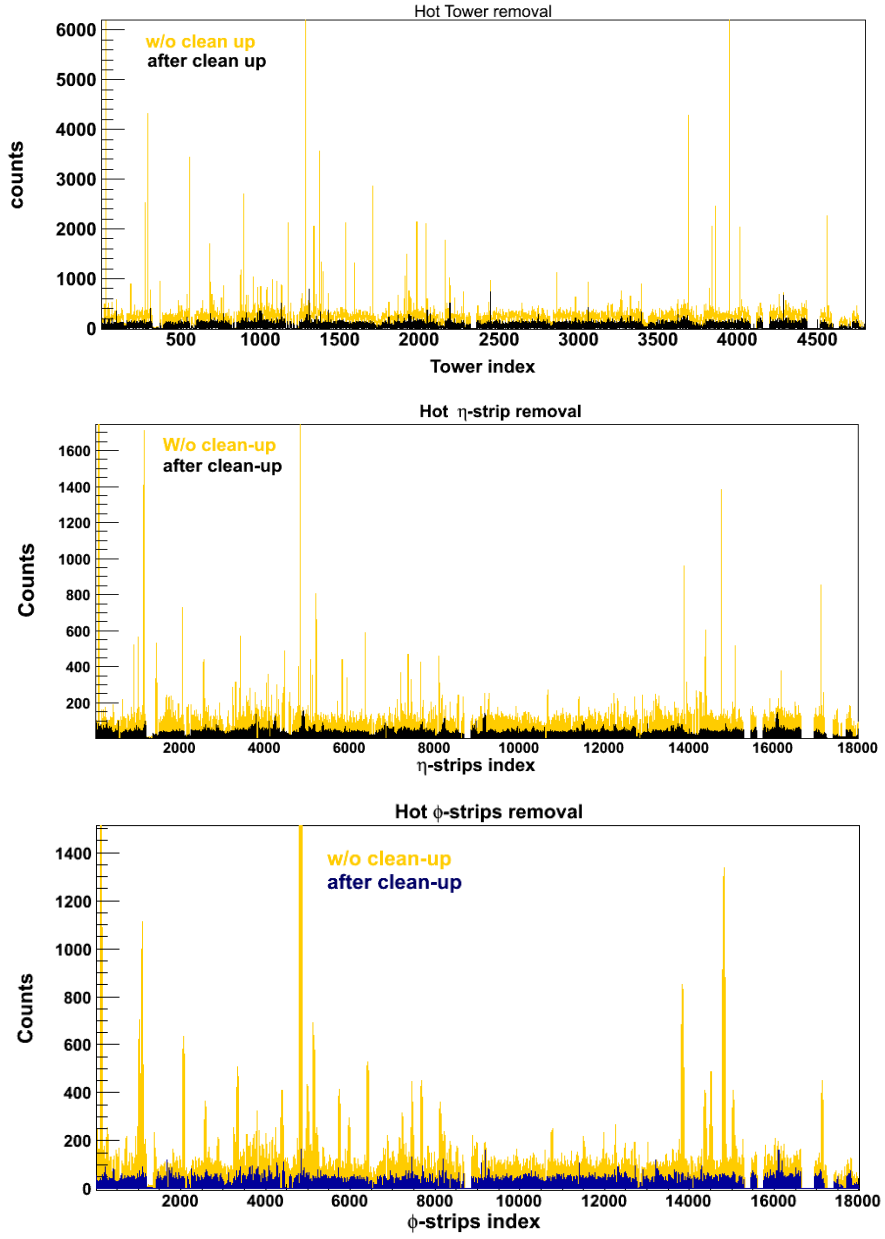 Hot Tower removal
w/o clean up
after clean up
6000
5000
4000
3000
2000
1000
0
counts
500 1000 1500 2000 2500 3000 3500 4000 4500
Tower index
Hot η-strip removal
W/o clean-up
after clean-up
1600
1400
1200
1000
800
600
400
200
Counts
2000 4000 6000 8000 10000 12000 14000 16000 18000
η-strips index
Hot ϕ-strips removal
w/o clean-up
after clean-up
1400
1200
1000
800
600
400
200
0
Counts
2000 4000 6000 8000 10000 12000 14000 16000 18000
ϕ-strips index